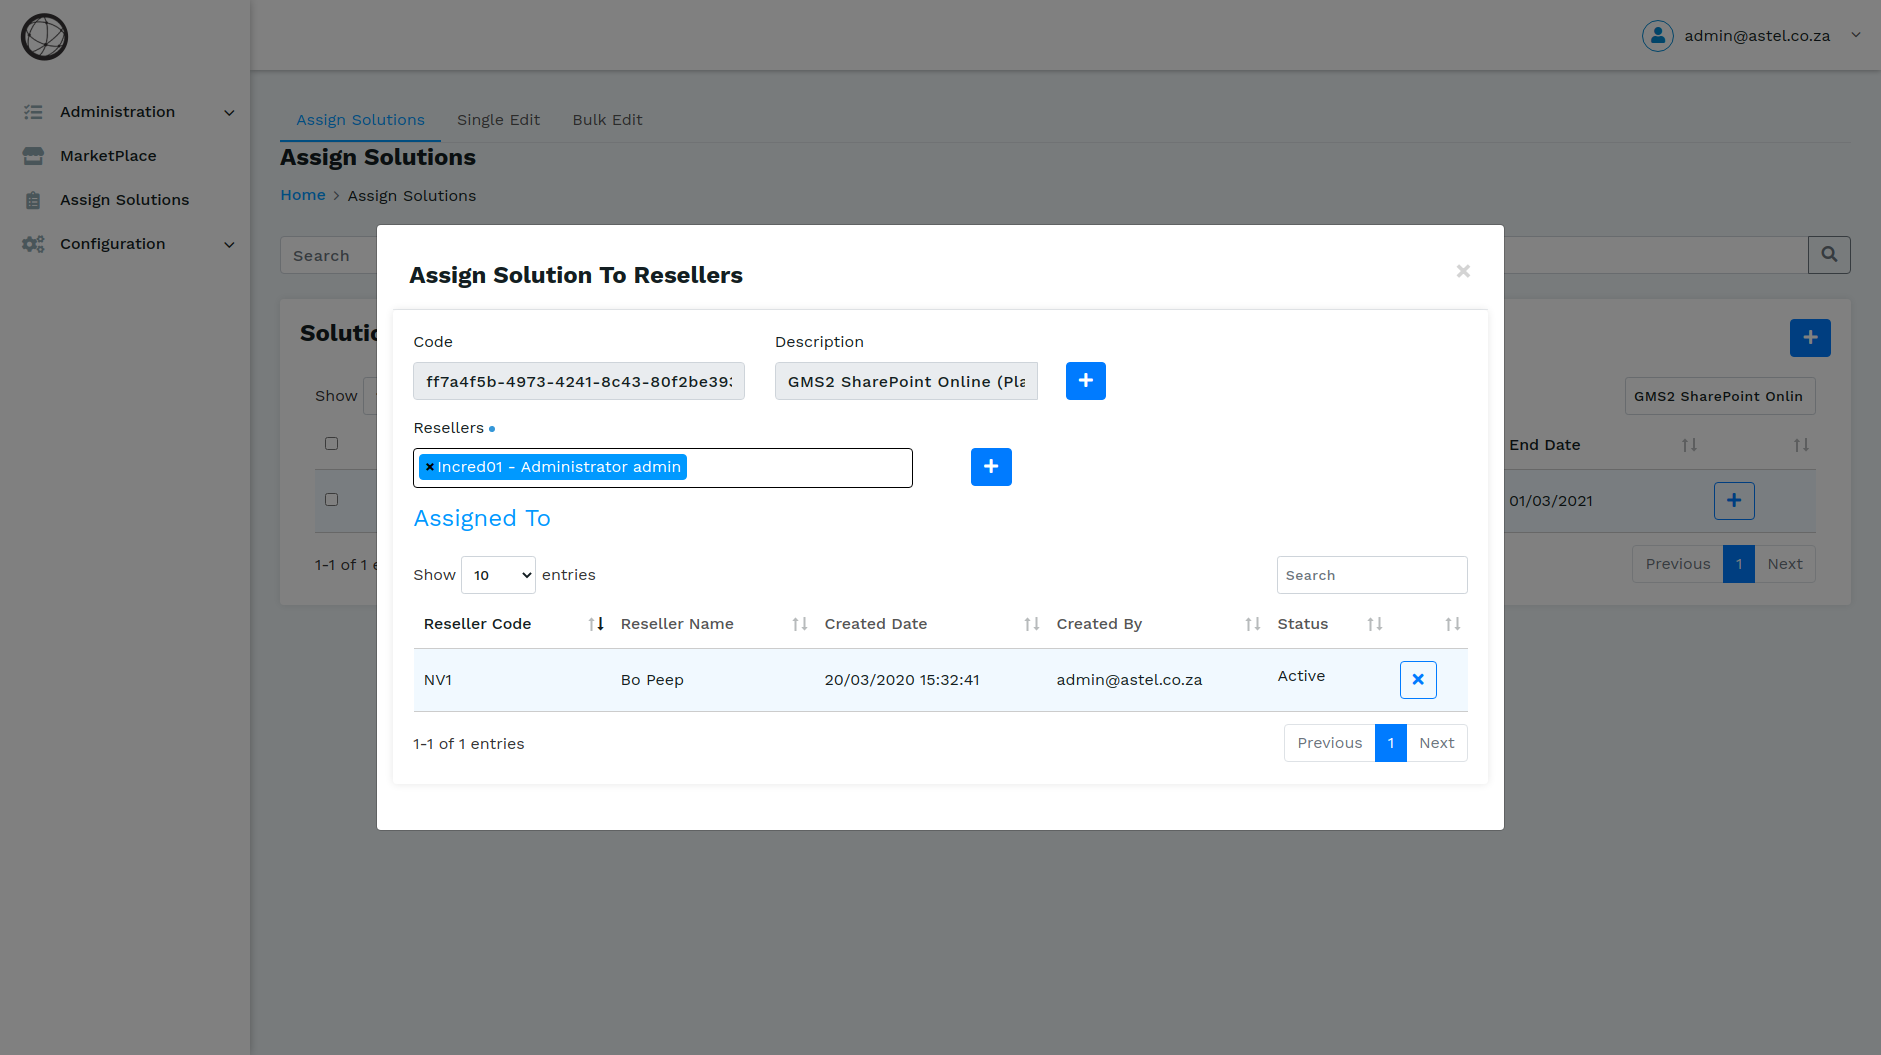 admin@astel.co.za
Administration
MarketPlace
Assign Solutions
Configuration
Assign Solutions Single Edit Bulk Edit
Assign Solutions
Home > Assign Solutions
Search
Show
GMS2 SharePoint Onlin
End Date
01/03/2021
1-1 of 1
Previous 1 Next
Assign Solution To Resellers
×
Code Description
ff7a4f5b-4973-4241-8c43-80f2be393 GMS2 SharePoint Online (Pla +
Resellers
×Incred01 - Administrator admin +
Assigned To
Show 10 entries Search
Reseller Code Reseller Name Created Date Created By Status
NV1 Bo Peep 20/03/2020 15:32:41 admin@astel.co.za Active
1-1 of 1 entries Previous 1 Next